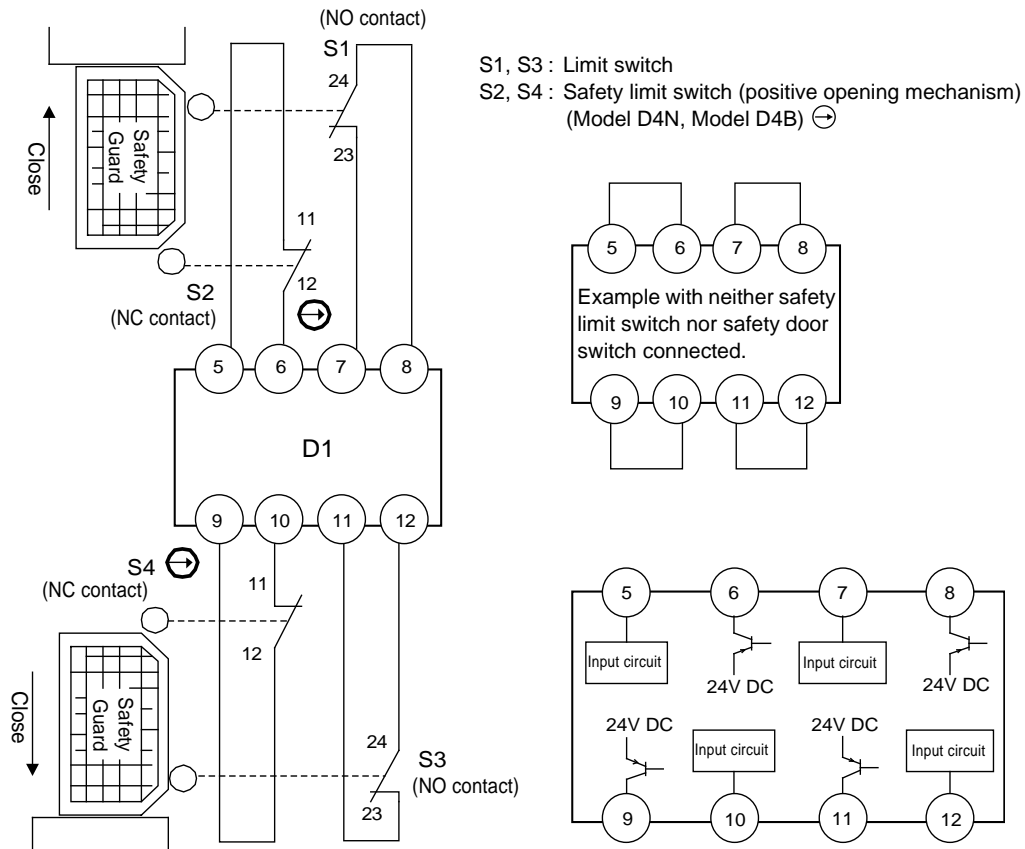 (NO contact)
S1
24
23
Close
Safety
Guard
11
12
S2
(NC contact)
5
6
7
8
D1
9
10
11
12
S4
(NC contact)
11
12
Close
Safety
Guard
24
23
S3
(NO contact)
S1, S3 : Limit switch
S2, S4 : Safety limit switch (positive opening mechanism)
(Model D4N, Model D4B)
5
6
7
8
Example with neither safety
limit switch nor safety door
switch connected.
9
10
11
12
5
6
7
8
Input circuit
24V DC
Input circuit
24V DC
24V DC
Input circuit
24V DC
Input circuit
9
10
11
12